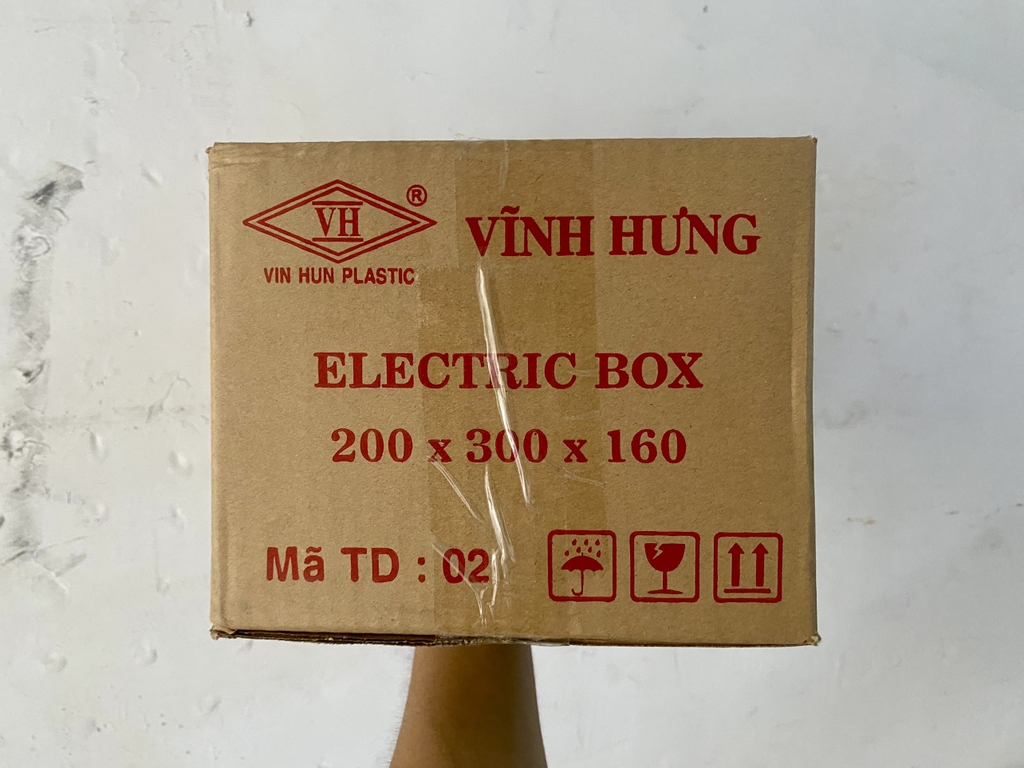 VH ®
VIN HUN PLASTIC
VĨNH HƯNG
ELECTRIC BOX
200 x 300 x 160
Mã TD : 02